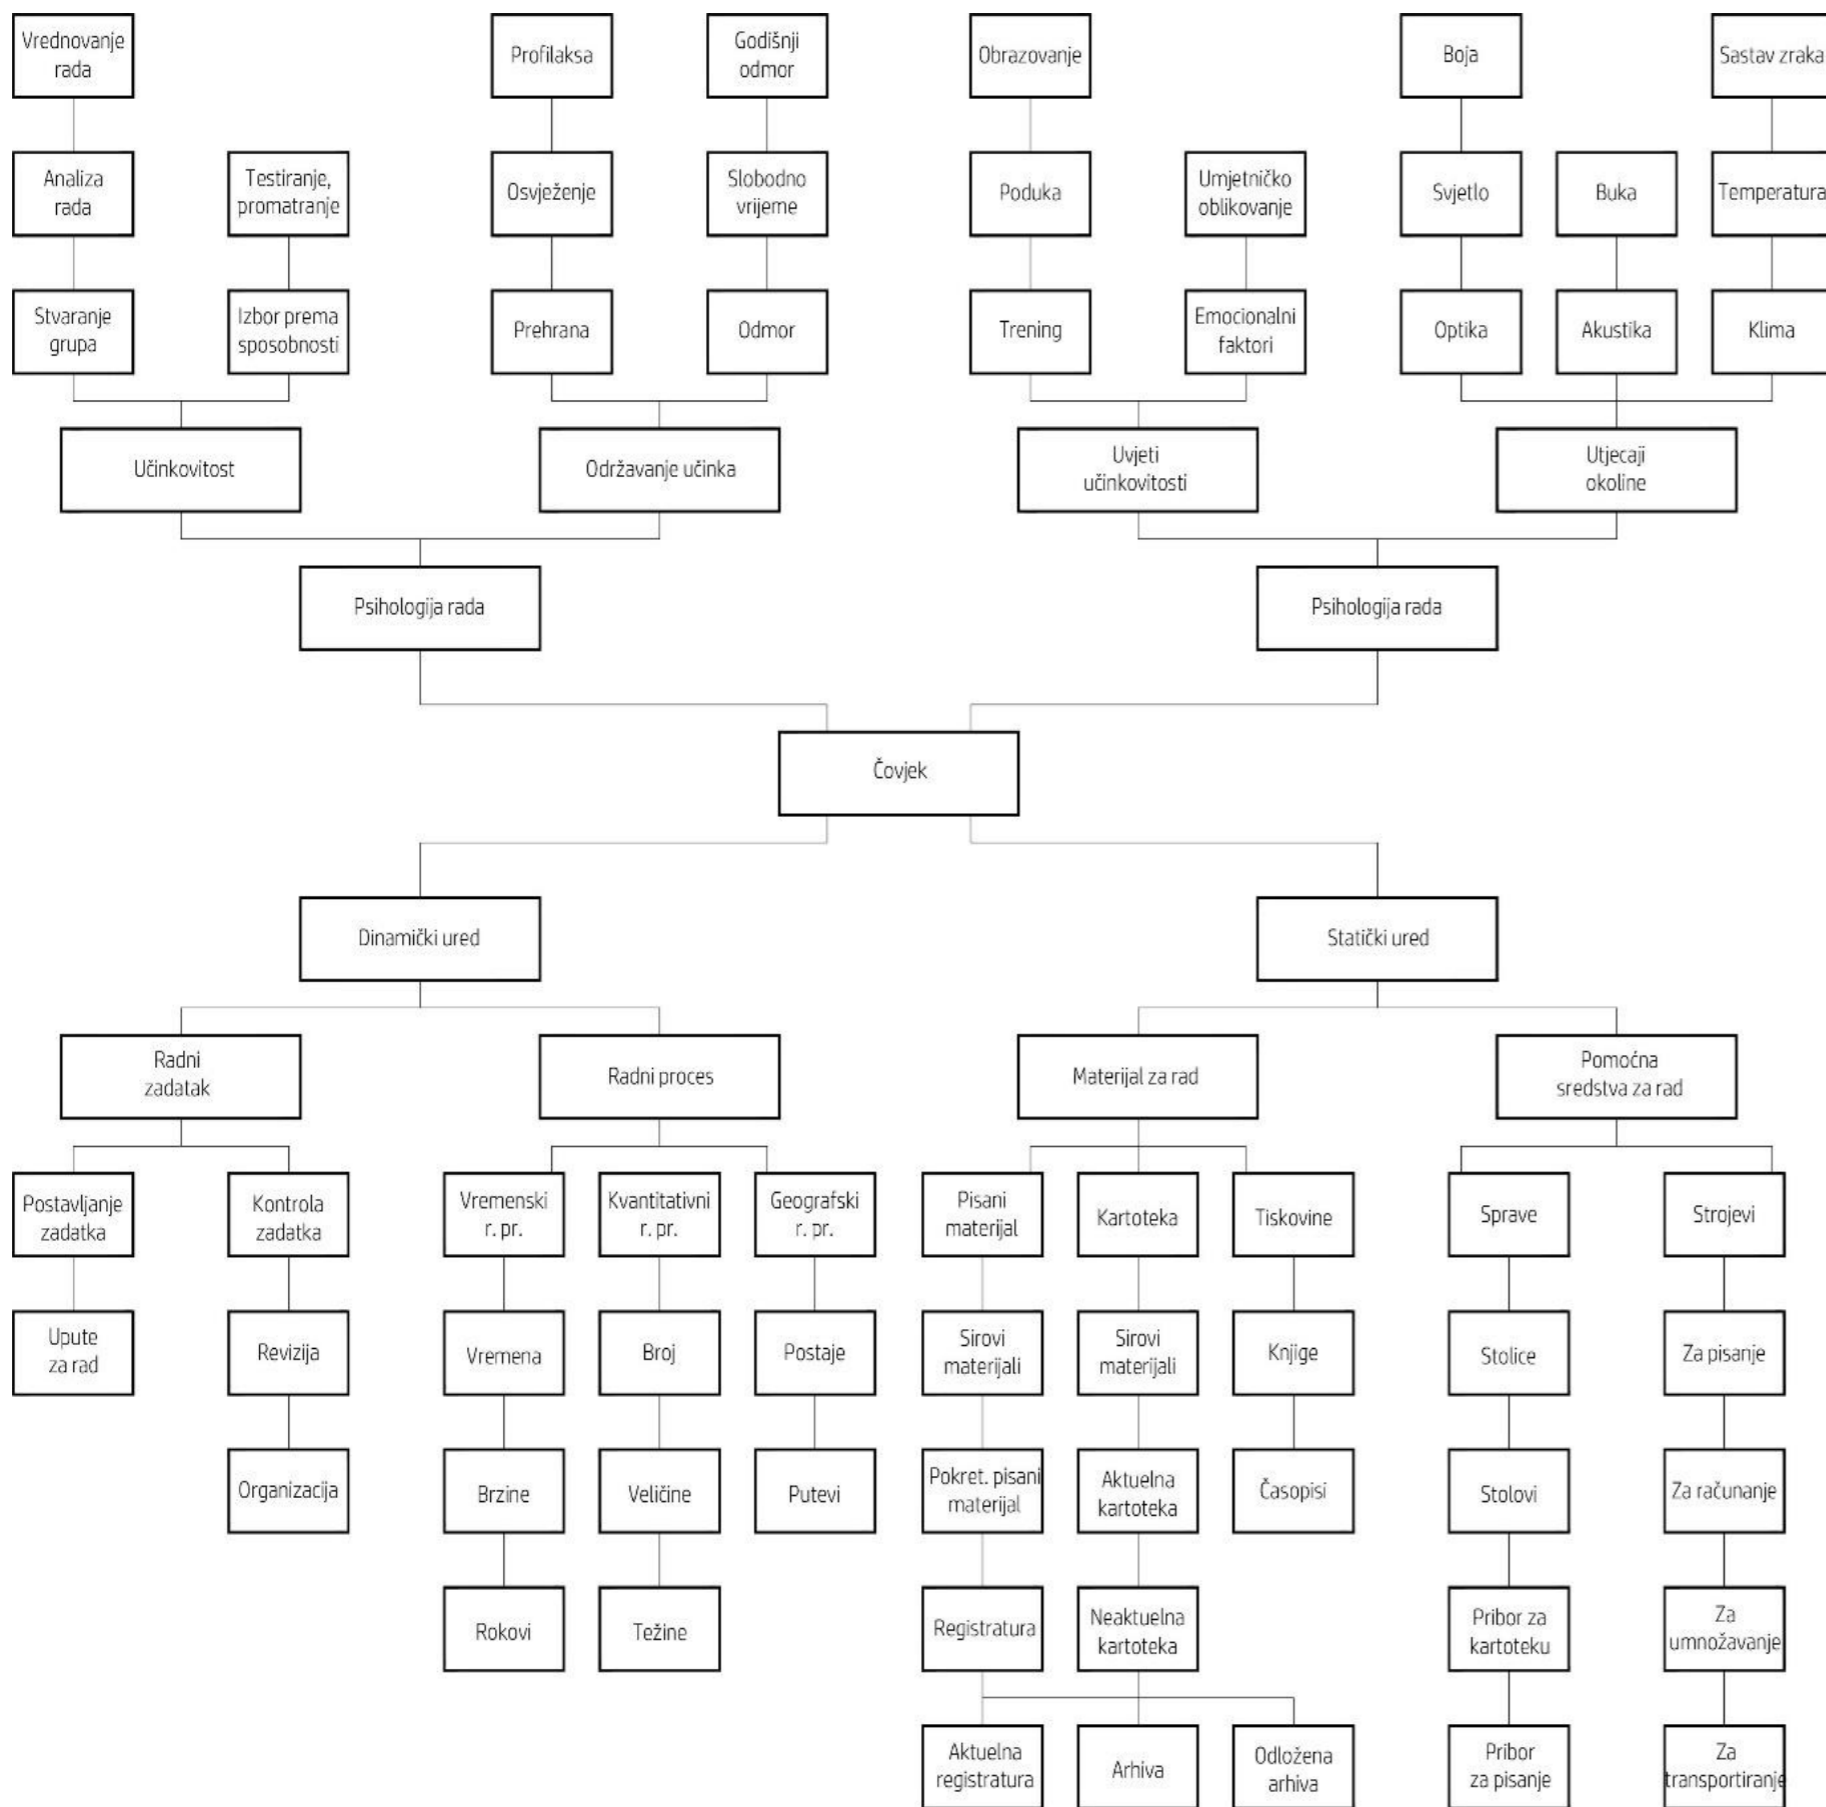 Vrednovanje
rada
Profilaksa
Godišnji
odmor
Obrazovanje
Boja
Sastav zraka
Analiza
rada
Testiranje,
promatranje
Osvježenje
Slobodno
vrijeme
Poduka
Umjetničko
oblikovanje
Svjetlo
Buka
Temperatura
Stvaranje
grupa
Izbor prema
sposobnosti
Prehrana
Odmor
Trening
Emocionalni
faktori
Optika
Akustika
Klima
Učinkovitost
Održavanje učinka
Uvjeti
učinkovitosti
Utjecaji
okoline
Psihologija rada
Psihologija rada
Čovjek
Dinamički ured
Statički ured
Radni
zadatak
Radni proces
Materijal za rad
Pomoćna
sredstva za rad
Postavljanje
zadatka
Kontrola
zadatka
Vremenski
r. pr.
Kvantitativni
r. pr.
Geografski
r. pr.
Pisani
materijal
Kartoteka
Tiskovine
Sprave
Strojevi
Upute
za rad
Revizija
Vremena
Broj
Postaje
Sirovi
materijali
Sirovi
materijali
Knjige
Stolice
Za pisanje
Organizacija
Brzine
Veličine
Putevi
Pokret. pisani
materijal
Aktuelna
kartoteka
Časopisi
Stolovi
Za računanje
Rokovi
Težine
Registratura
Neaktuelna
kartoteka
Pribor za
kartoteku
Za
umnožavanje
Aktuelna
registratura
Arhiva
Odložena
arhiva
Pribor
za pisanje
Za
transportiranje